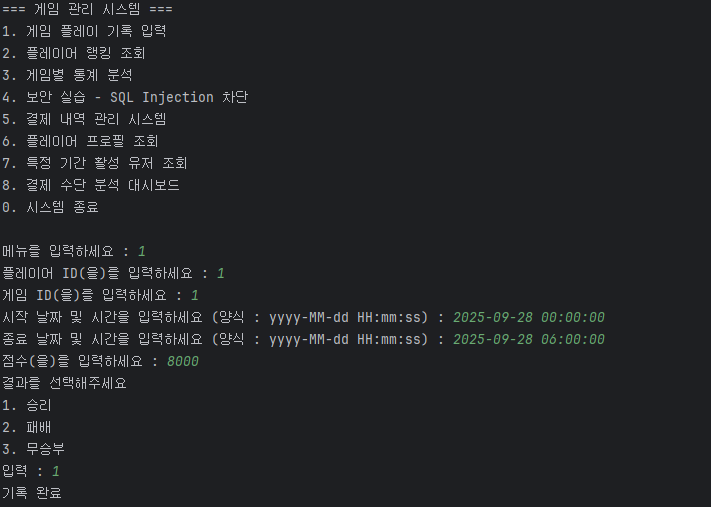 === 게임 관리 시스템 ===
1. 게임 플레이 기록 입력
2. 플레이어 랭킹 조회
3. 게임별 통계 분석
4. 보안 실습 - SQL Injection 차단
5. 결제 내역 관리 시스템
6. 플레이어 프로필 조회
7. 특정 기간 활성 유저 조회
8. 결제 수단 분석 대시보드
0. 시스템 종료
메뉴를 입력하세요 : 1
플레이어 ID(을)를 입력하세요 : 1
게임 ID(을)를 입력하세요 : 1
시작 날짜 및 시간을 입력하세요 (양식 : yyyy-MM-dd HH:mm:ss) : 2025-09-28 00:00:00
종료 날짜 및 시간을 입력하세요 (양식 : yyyy-MM-dd HH:mm:ss) : 2025-09-28 06:00:00
점수(을)를 입력하세요 : 8000
결과를 선택해주세요
1. 승리
2. 패배
3. 무승부
입력 : 1
기록 완료